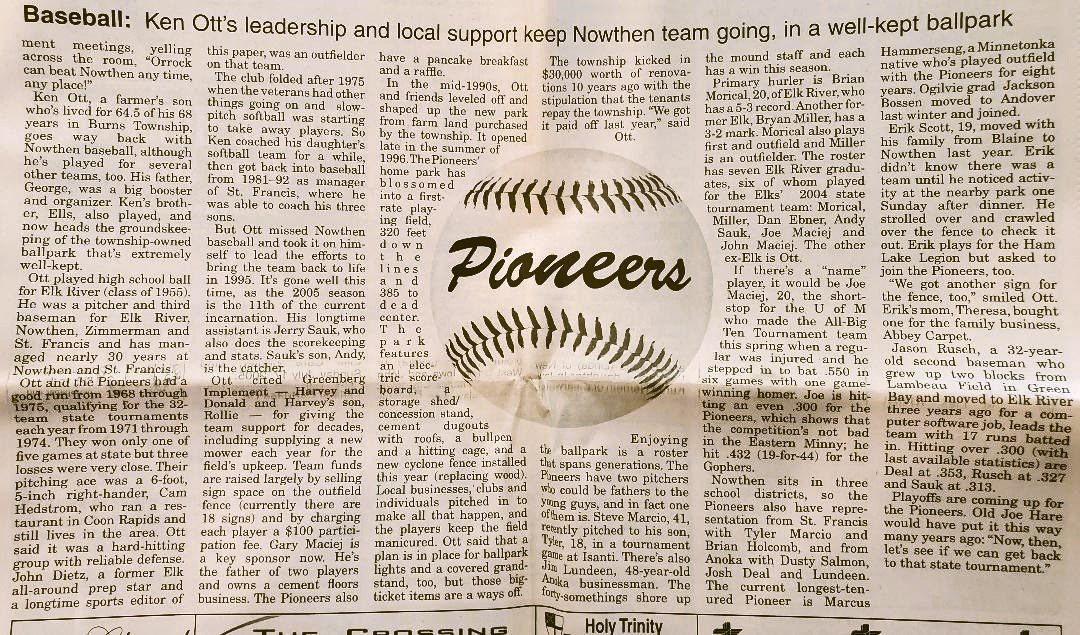 Baseball: Ken Ott's leadership and local support keep Nowthen team going, in a well-kept ballpark
ment meetings, yelling
across the room, "Orrock
can beat Nowthen any time,
any place!"
Ken Ott, a farmer's son
who's lived for 64.5 of his 68
years in Burns Township,
goes way back with
Nowthen baseball, although
he's played for several
other teams, too. His father,
George, was a big booster
and organizer. Ken's broth-
er, Ells, also played, and
now heads the groundskee-
ping of the township-owned
ballpark that's extremely
well-kept.
Ott played high school ball
for Elk River (class of 1955).
He was a pitcher and third
baseman for Elk River,
Nowthen, Zimmerman and
St. Francis and has man-
aged nearly 30 years at
Nowthen and St. Francis.
Ott and the Pioneers had a
good run from 1968 through
1975, qualifying for the 32-
team state tournaments
each year from 1971 through
1974. They won only one of
five games at state but three
losses were very close. Their
pitching ace was a 6-foot,
5-inch right-hander, Cam
Hedstrom, who ran a res-
taurant in Coon Rapids and
still lives in the area. Ott
said it was a hard-hitting
group with reliable defense.
John Dietz, a former Elk
all-around prep star and
a longtime sports editor of
this paper, was an outfielder
on that team.
The club folded after 1975
when the veterans had other
things going on and slow-
pitch softball was starting
to take away players. So
Ken coached his daughter's
softball team for a while,
then got back into baseball
from 1981-92 as manager
of St. Francis, where he
was able to coach his three
sons.
But Ott missed Nowthen
baseball and took it on him-
self to lead the efforts to
bring the team back to life
in 1995. It's gone well this
time, as the 2005 season
is the 11th of the current
incarnation. His longtime
assistant is Jerry Sauk, who
also does the scorekeeping
and stats. Sauk's son, Andy,
is the catcher.
Ott cited Greenberg
Implement — Harvey and
Donald and Harvey's son,
Rollie — for giving the
team support for decades,
including supplying a new
mower each year for the
field's upkeep. Team funds
are raised largely by selling
sign space on the outfield
fence (currently there are
18 signs) and by charging
each player a $100 partici-
pation fee. Gary Maciej is
a key sponsor now. He's
the father of two players
and owns a cement floors
business. The Pioneers also
have a pancake breakfast
and a raffle.
In the mid-1990s, Ott
and friends leveled off and
shaped up the new park
from farm land purchased
by the township. It opened
late in the summer of
1996. The Pioneers'
home park has
blossomed
into a first-
rate play-
ing field,
320 feet
down
the
lines
and
385 to
dead
center.
The
park
features
an elec-
tric score-
board, a
storage shed/
concession stand,
cement dugouts
with roofs, a bullpen
and a hitting cage, and a
new cyclone fence installed
this year (replacing wood).
Local businesses, clubs and
individuals pitched in to
make all that happen, and
the players keep the field
manicured. Ott said that a
plan is in place for ballpark
lights and a covered grand-
stand, too, but those big-
ticket items are a ways off.
The township kicked in
$30,000 worth of renova-
tions 10 years ago with the
stipulation that the tenants
repay the township. "We got
it paid off last year," said
Ott.
Pioneers
Enjoying
the ballpark is a roster
that spans generations. The
Pioneers have two pitchers
who could be fathers to the
young guys, and in fact one
of them is. Steve Marcio, 41,
recently pitched to his son,
Tyler, 18, in a tournament
game at Isanti. There's also
Jim Lundeen, 48-year-old
Anoka businessman. The
forty-somethings shore up
the mound staff and each
has a win this season.
Primary hurler is Brian
Morical, 20, of Elk River, who
has a 5-3 record. Another for-
mer Elk, Bryan Miller, has a
3-2 mark. Morical also plays
first and outfield and Miller
is an outfielder. The roster
has seven Elk River gradu-
ates, six of whom played
for the Elks' 2004 state
tournament team: Morical,
Miller, Dan Ebner, Andy
Sauk, Joe Maciej and
John Maciej. The other
ex-Elk is Ott.
If there's a "name"
player, it would be Joe
Maciej, 20, the short-
stop for the U of M
who made the All-Big
Ten Tournament team
this spring when a regu-
lar was injured and he
stepped in to bat .550 in
six games with one game-
winning homer. Joe is hit-
ting an even .300 for the
Pioneers, which shows that
the competition's not bad
in the Eastern Minny; he
hit .432 (19-for-44) for the
Gophers.
Nowthen sits in three
school districts, so the
Pioneers also have repre-
sentation from St. Francis
with Tyler Marcio and
Brian Holcomb, and from
Anoka with Dusty Salmon,
Josh Deal and Lundeen.
The current longest-ten-
ured Pioneer is Marcus
Hammerseng, a Minnetonka
native who's played outfield
with the Pioneers for eight
years. Ogilvie grad Jackson
Bossen moved to Andover
last winter and joined.
Erik Scott, 19, moved with
his family from Blaine to
Nowthen last year. Erik
didn't know there was a
team until he noticed activ-
ity at the nearby park one
Sunday after dinner. He
strolled over and crawled
over the fence to check it
out. Erik plays for the Ham
Lake Legion but asked to
join the Pioneers, too.
"We got another sign for
the fence, too," smiled Ott.
Erik's mom, Theresa, bought
one for the family business,
Abbey Carpet.
Jason Rusch, a 32-year-
old second baseman who
grew up two blocks from
Lambeau Field in Green
Bay and moved to Elk River
three years ago for a com-
puter software job, leads the
team with 17 runs batted
in. Hitting over .300 (with
last available statistics) are
Deal at .353, Rusch at .327
and Sauk at .313.
Playoffs are coming up for
the Pioneers. Old Joe Hare
would have put it this way
many years ago: "Now, then,
let's see if we can get back
to that state tournament."
THE CROSSING
Holy Trinity